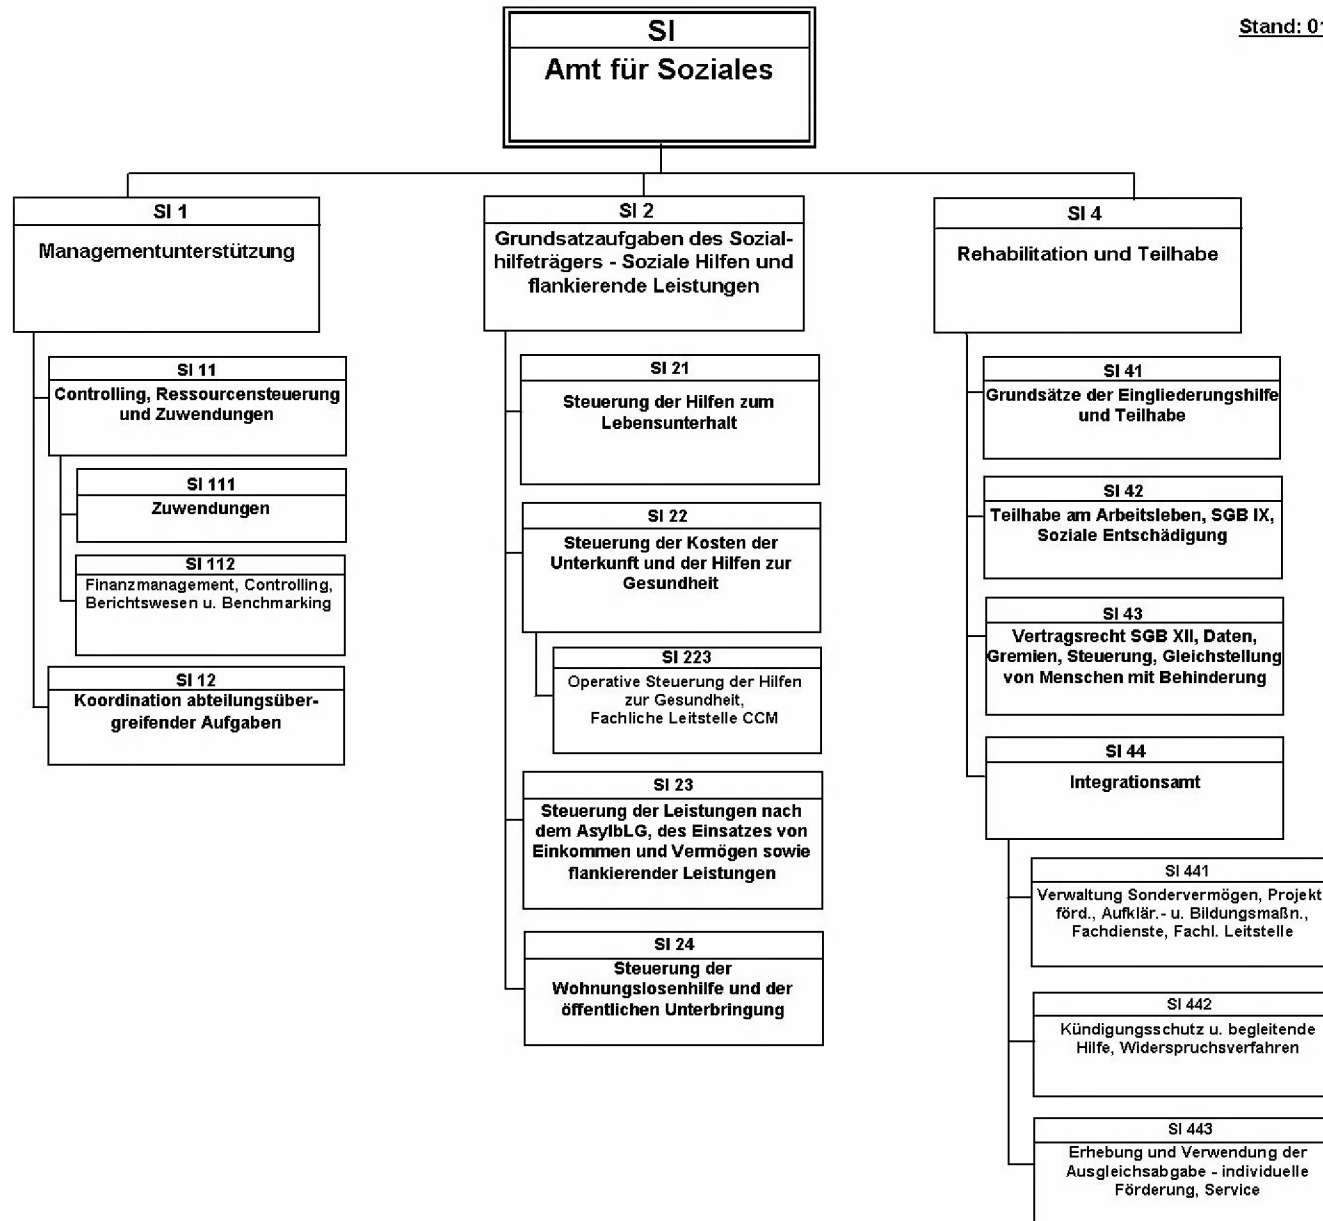 Stand: 01
SI
Amt für Soziales
SI 1
Managementunterstützung
SI 11
Controlling, Ressourcensteuerung
und Zuwendungen
SI 111
Zuwendungen
SI 112
Finanzmanagement, Controlling,
Berichtswesen u. Benchmarking
SI 12
Koordination abteilungsüber-
greifender Aufgaben
SI 2
Grundsatzaufgaben des Sozial-
hilfeträgers - Soziale Hilfen und
flankierende Leistungen
SI 21
Steuerung der Hilfen zum
Lebensunterhalt
SI 22
Steuerung der Kosten der
Unterkunft und der Hilfen zur
Gesundheit
SI 223
Operative Steuerung der Hilfen
zur Gesundheit,
Fachliche Leitstelle CCM
SI 23
Steuerung der Leistungen nach
dem AsylbLG, des Einsatzes von
Einkommen und Vermögen sowie
flankierender Leistungen
SI 24
Steuerung der
Wohnungslosenhilfe und der
öffentlichen Unterbringung
SI 4
Rehabilitation und Teilhabe
SI 41
Grundsätze der Eingliederungshilfe
und Teilhabe
SI 42
Teilhabe am Arbeitsleben, SGB IX,
Soziale Entschädigung
SI 43
Vertragsrecht SGB XII, Daten,
Gremien, Steuerung, Gleichstellung
von Menschen mit Behinderung
SI 44
Integrationsamt
SI 441
Verwaltung Sondervermögen, Projekt
förd., Aufklär.- u. Bildungsmaßn.,
Fachdienste, Fachl. Leitstelle
SI 442
Kündigungsschutz u. begleitende
Hilfe, Widerspruchsverfahren
SI 443
Erhebung und Verwendung der
Ausgleichsabgabe - individuelle
Förderung, Service